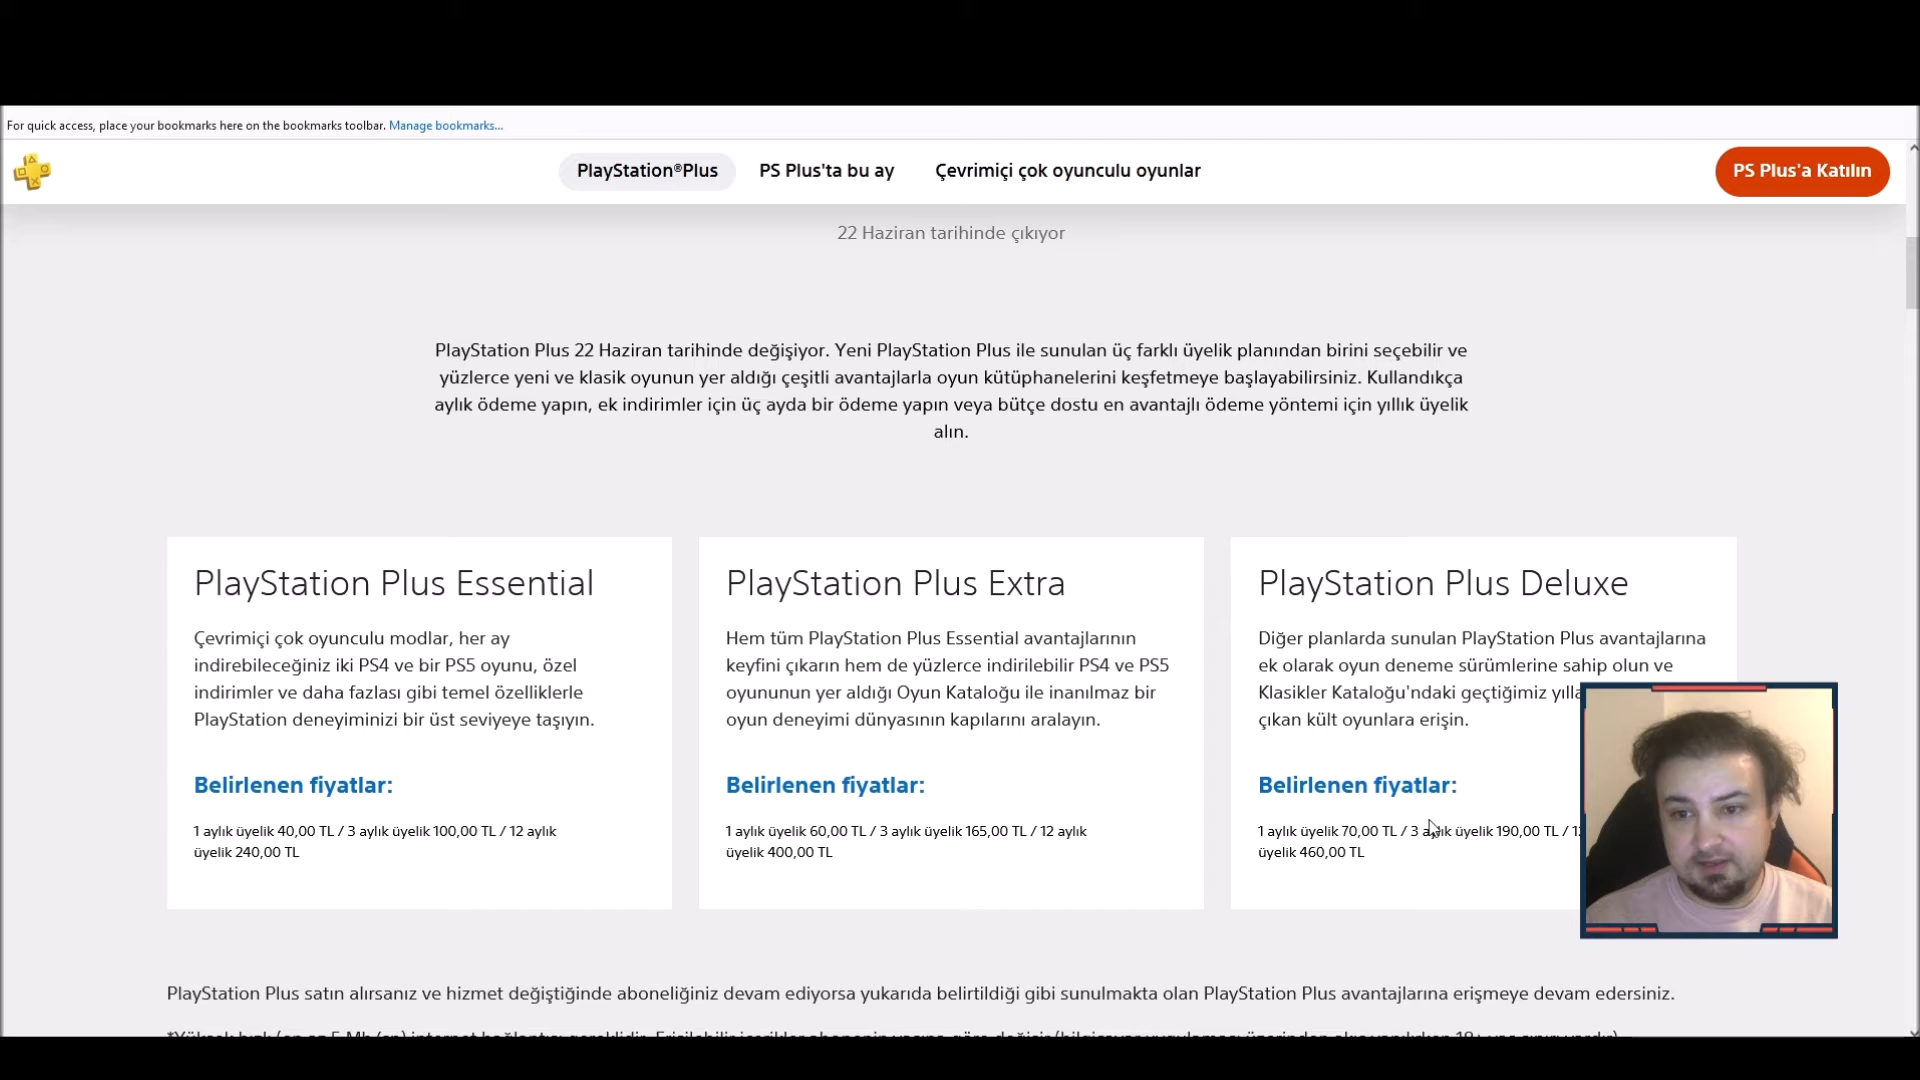 For quick access, place your bookmarks here on the bookmarks toolbar. Manage bookmarks...
PlayStation®Plus
PS Plus'ta bu ay
Çevrimiçi çok oyunculu oyunlar
PS Plus'a Katılın
22 Haziran tarihinde çıkıyor
PlayStation Plus 22 Haziran tarihinde değişiyor. Yeni PlayStation Plus ile sunulan üç farklı üyelik planından birini seçebilir ve
yüzlerce yeni ve klasik oyunun yer aldığı çeşitli avantajlarla oyun kütüphanelerini keşfetmeye başlayabilirsiniz. Kullandıkça
aylık ödeme yapın, ek indirimler için üç ayda bir ödeme yapın veya bütçe dostu en avantajlı ödeme yöntemi için yıllık üyelik
alın.
PlayStation Plus Essential
Çevrimiçi çok oyunculu modlar, her ay
indirebileceğiniz iki PS4 ve bir PS5 oyunu, özel
indirimler ve daha fazlası gibi temel özelliklerle
PlayStation deneyiminizi bir üst seviyeye taşıyın.
Belirlenen fiyatlar:
1 aylık üyelik 40,00 TL / 3 aylık üyelik 100,00 TL / 12 aylık
üyelik 240,00 TL
PlayStation Plus Extra
Hem tüm PlayStation Plus Essential avantajlarının
keyfini çıkarın hem de yüzlerce indirilebilir PS4 ve PS5
oyununun yer aldığı Oyun Kataloğu ile inanılmaz bir
oyun deneyimi dünyasının kapılarını aralayın.
Belirlenen fiyatlar:
1 aylık üyelik 60,00 TL / 3 aylık üyelik 165,00 TL / 12 aylık
üyelik 400,00 TL
PlayStation Plus Deluxe
Diğer planlarda sunulan PlayStation Plus avantajlarına
ek olarak oyun deneme sürümlerine sahip olun ve
Klasikler Kataloğu'ndaki geçtiğimiz
çıkan kült oyunlara erişin.
Belirlenen fiyatlar:
1 aylık üyelik 70,00 TL / 3 aylık üyelik 190,00 TL /
üyelik 460,00 TL
PlayStation Plus satın alırsanız ve hizmet değiştiğinde aboneliğiniz devam ediyorsa yukarıda belirtildiği gibi sunulmakta olan PlayStation Plus avantajlarına erişmeye devam edersiniz.